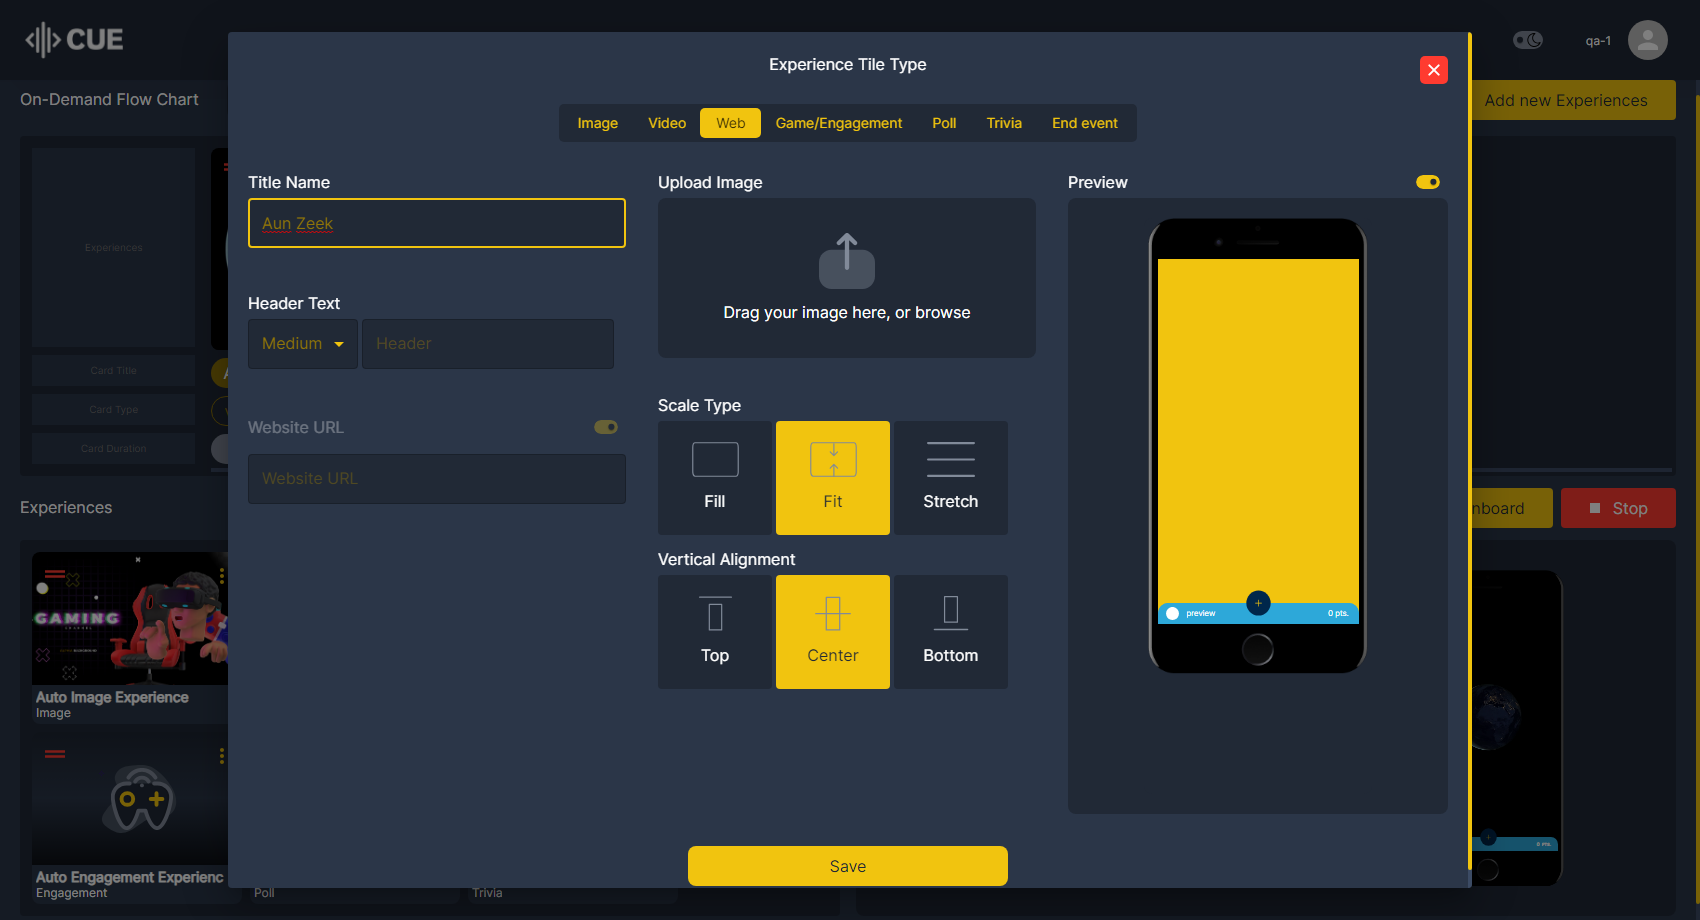 CUE
qa-1
On-Demand Flow Chart
Add new Experiences
Experiences
Card Title
Card Type
Card Duration
Experiences
nboard
Stop
GAMING
Auto Image Experience
Image
Auto Engagement Experienc
Engagement
Poll
Trivia
0 pts.
Experience Tile Type
Image
Video
Web
Game/Engagement
Poll
Trivia
End event
Title Name
Aun Zeek
Header Text
Medium
Header
Website URL
Website URL
Upload Image
Drag your image here, or browse
Scale Type
Fill
Fit
Stretch
Vertical Alignment
Top
Center
Bottom
Preview
preview
0 pts.
Save